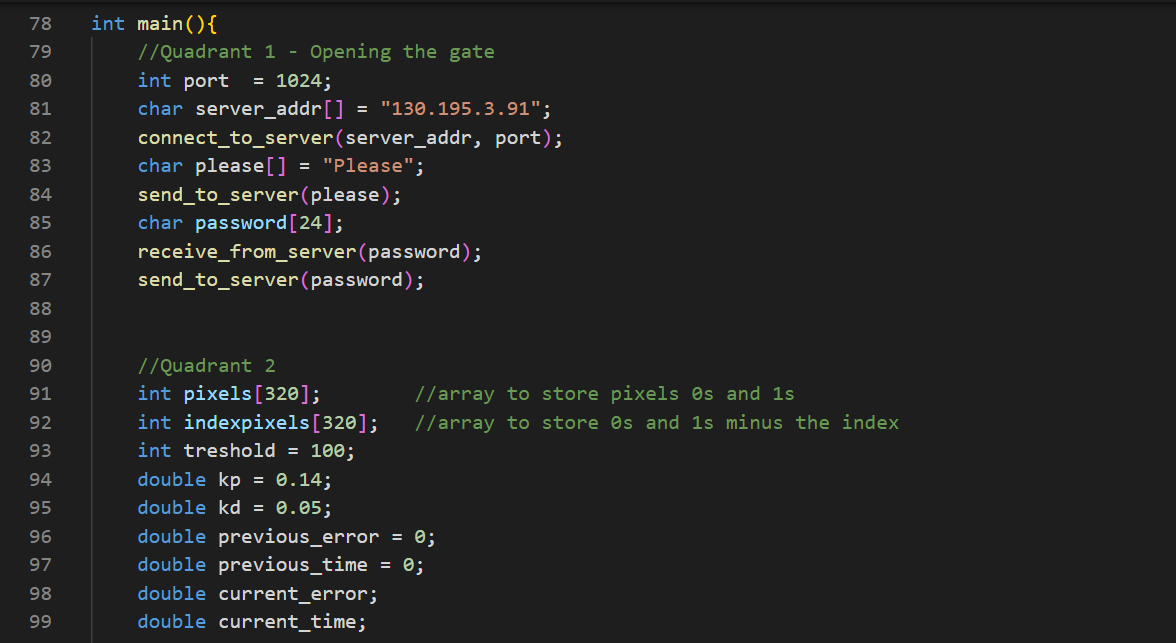 78 int main(){
79 //Quadrant 1 - Opening the gate
80 int port  = 1024;
81 char server_addr[] = "130.195.3.91";
82 connect_to_server(server_addr, port);
83 char please[] = "Please";
84 send_to_server(please);
85 char password[24];
86 receive_from_server(password);
87 send_to_server(password);
88
89
90 //Quadrant 2
91 int pixels[320];        //array to store pixels 0s and 1s
92 int indexpixels[320];   //array to store 0s and 1s minus the index
93 int treshold = 100;
94 double kp = 0.14;
95 double kd = 0.05;
96 double previous_error = 0;
97 double previous_time = 0;
98 double current_error;
99 double current_time;